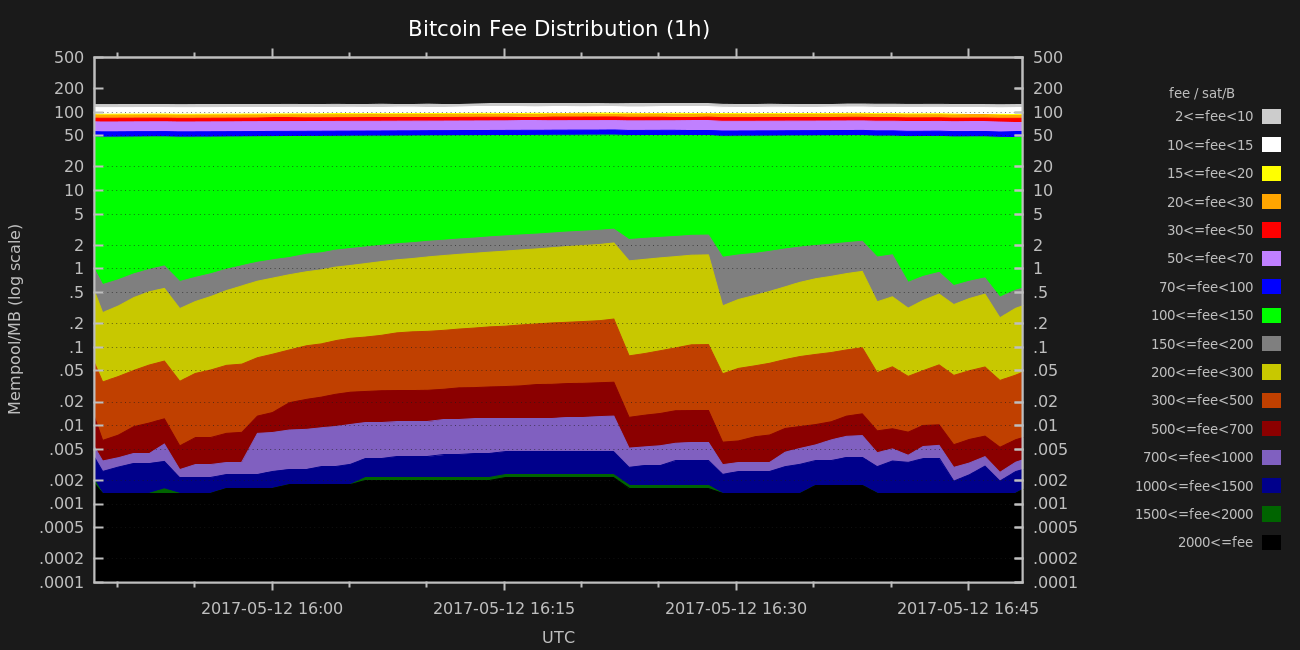 Bitcoin Fee Distribution (1h)
500
200
100
50
20
10
5
2
1
.5
.2
.1
.05
.02
.01
.005
.002
.001
.0005
.0002
.0001
Mempool/MB (log scale)
500
200
100
50
20
10
5
2
1
.5
.2
.1
.05
.02
.01
.005
.002
.001
.0005
.0002
.0001
2017-05-12 16:00
2017-05-12 16:15
2017-05-12 16:30
2017-05-12 16:45
UTC
fee / sat/B
2<=fee<10
10<=fee<15
15<=fee<20
20<=fee<30
30<=fee<50
50<=fee<70
70<=fee<100
100<=fee<150
150<=fee<200
200<=fee<300
300<=fee<500
500<=fee<700
700<=fee<1000
1000<=fee<1500
1500<=fee<2000
2000<=fee